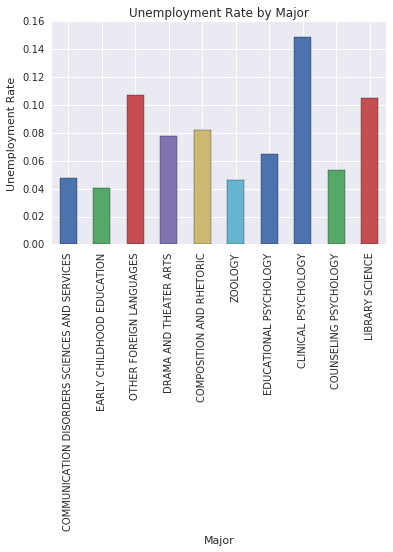 Unemployment Rate by Major
Unemployment Rate
0.16
0.14
0.12
0.10
0.08
0.06
0.04
0.02
0.00
COMMUNICATION DISORDERS SCIENCES AND SERVICES
EARLY CHILDHOOD EDUCATION
OTHER FOREIGN LANGUAGES
DRAMA AND THEATER ARTS
COMPOSITION AND RHETORIC
ZOOLOGY
EDUCATIONAL PSYCHOLOGY
CLINICAL PSYCHOLOGY
COUNSELING PSYCHOLOGY
LIBRARY SCIENCE
Major